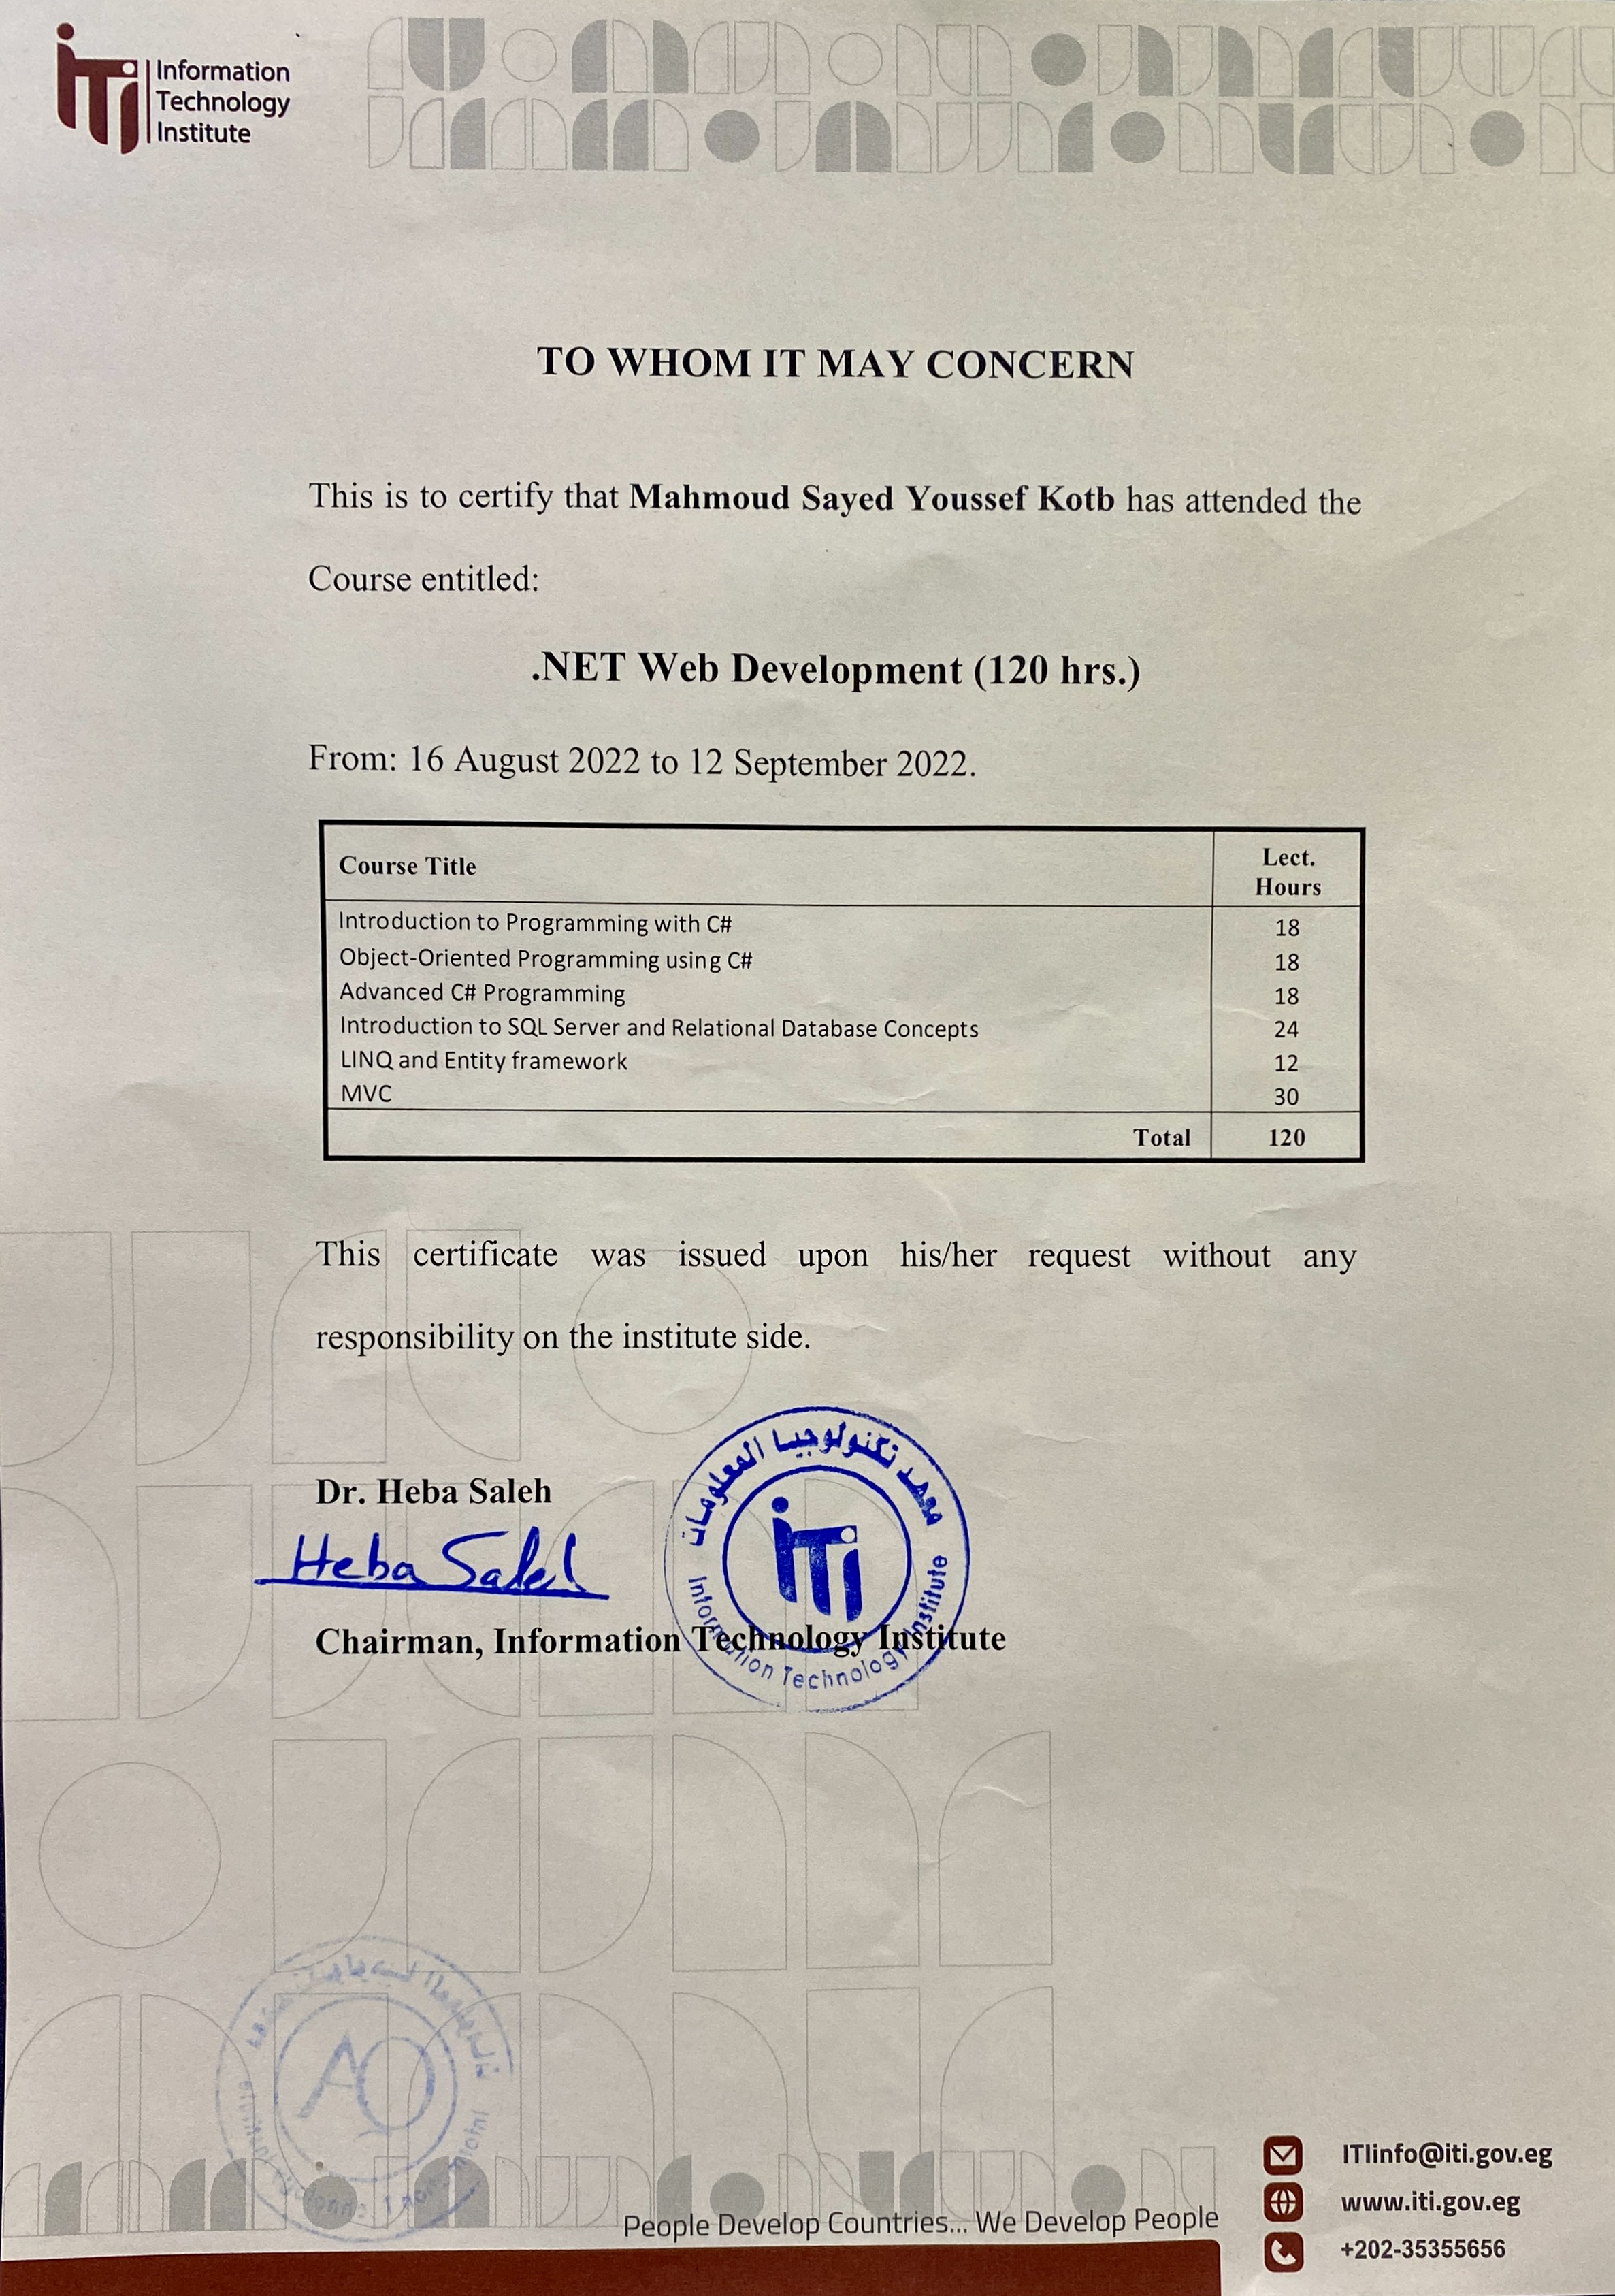 iTi
Information
Technology
Institute
TO WHOM IT MAY CONCERN
This is to certify that Mahmoud Sayed Youssef Kotb has attended the
Course entitled:
.NET Web Development (120 hrs.)
From: 16 August 2022 to 12 September 2022.
Course Title Lect. Hours
Introduction to Programming with C# 18
Object-Oriented Programming using C# 18
Advanced C# Programming 18
Introduction to SQL Server and Relational Database Concepts 24
LINQ and Entity framework 12
MVC 30
Total 120
This certificate was issued upon his/her request without any
responsibility on the institute side.
Dr. Heba Saleh
Heba Saleh
Chairman, Information Technology Institute
معهد تكنولوجيا المعلومات
iTi
Information Technology Institute
AO
People Develop Countries... We Develop People
ITIinfo@iti.gov.eg
www.iti.gov.eg
+202-35355656